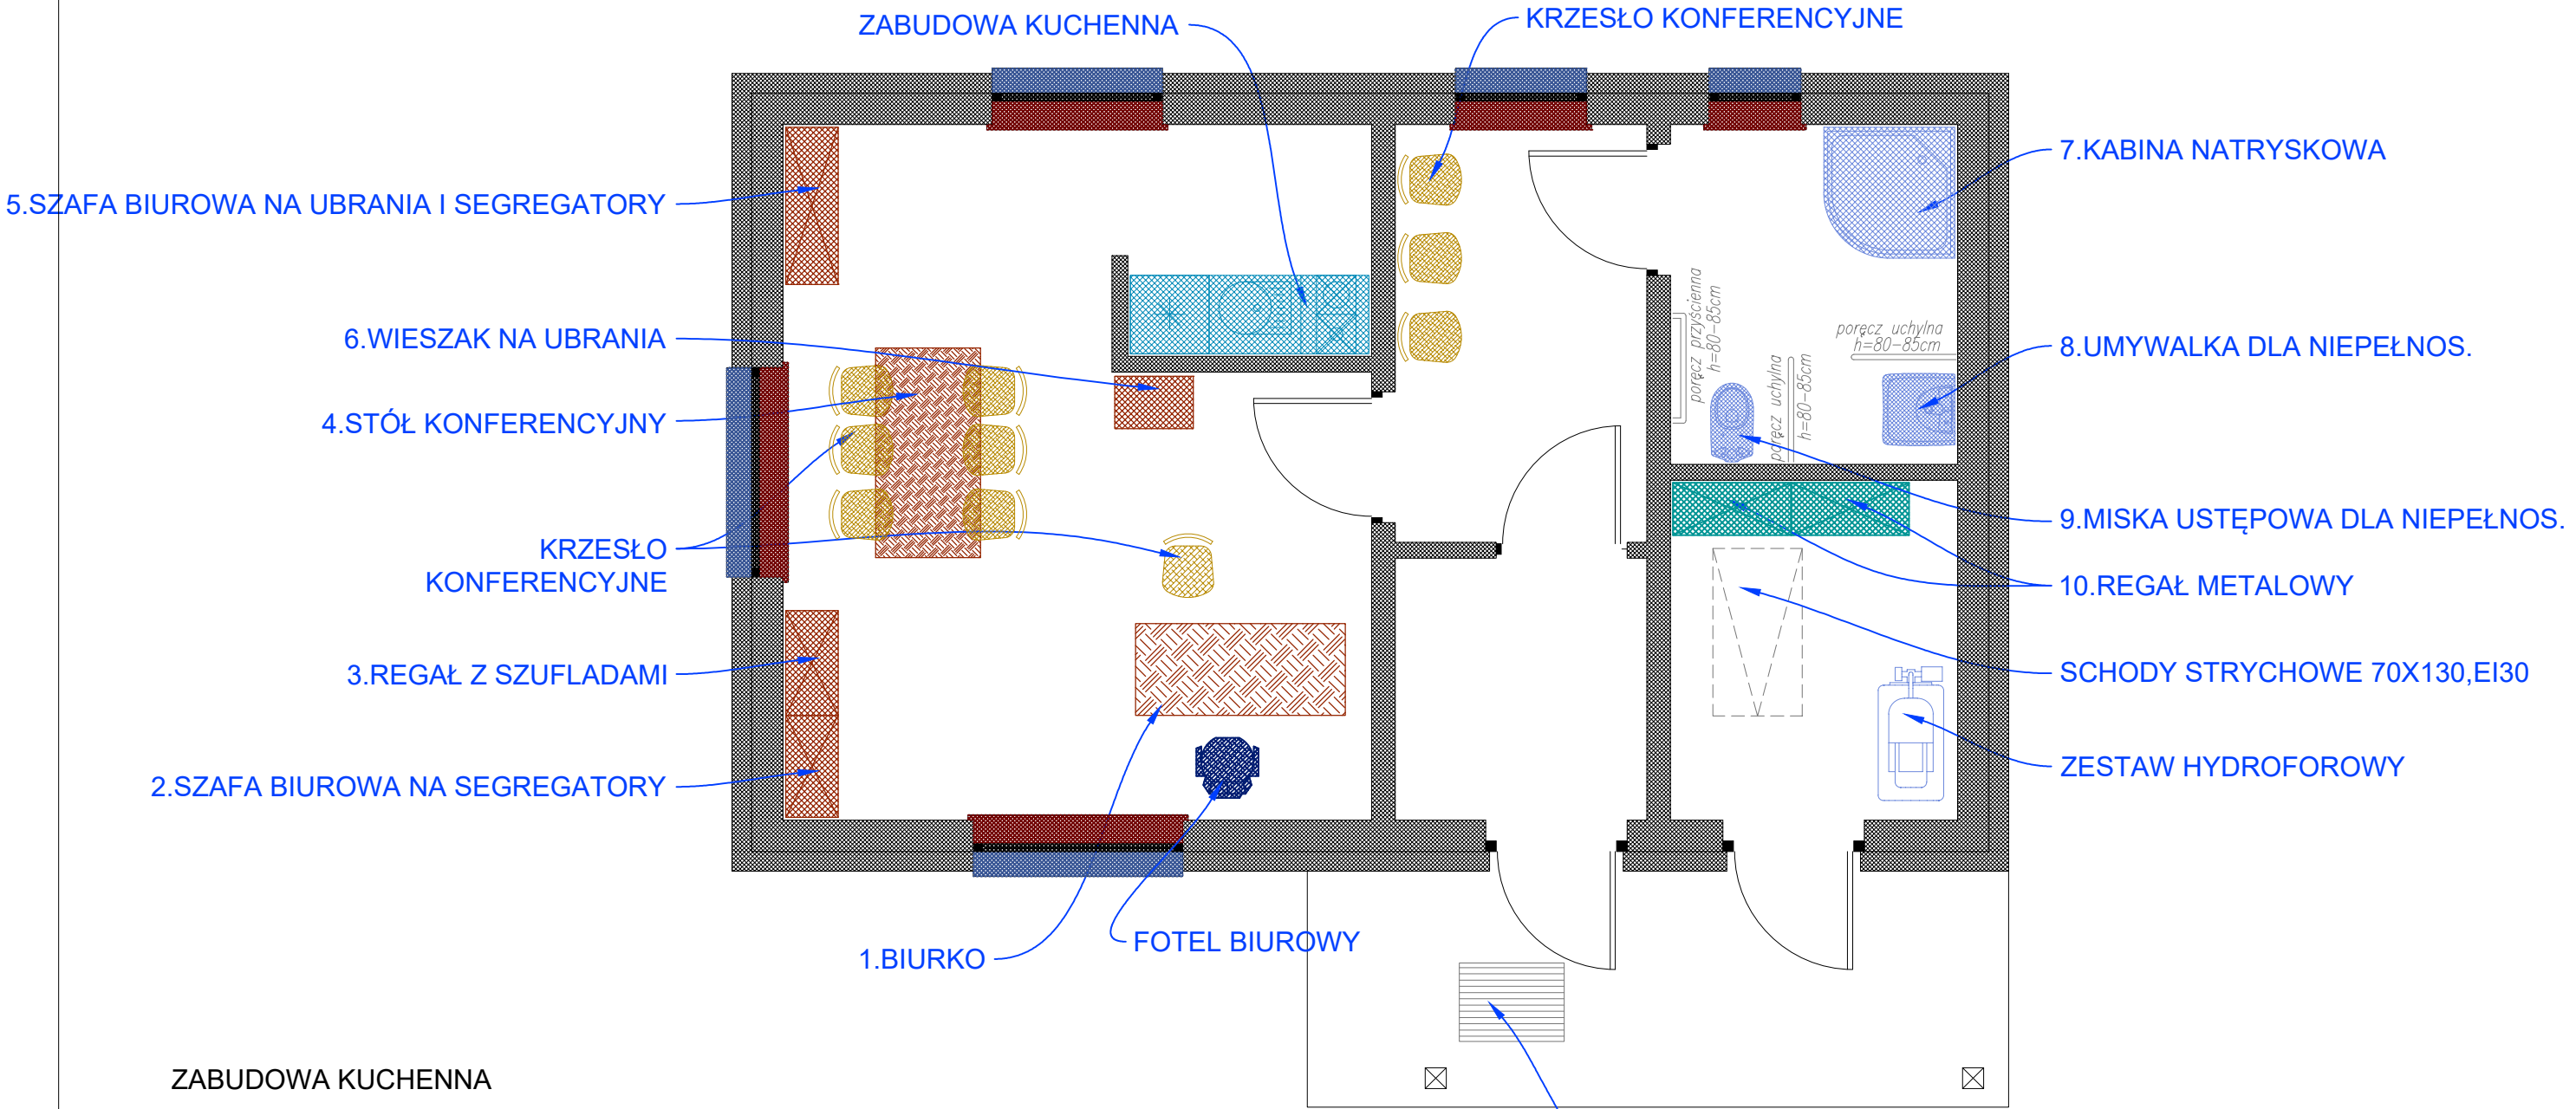 ZABUDOWA KUCHENNA
KRZESŁO KONFERENCYJNE
5.SZAFA BIUROWA NA UBRANIA I SEGREGATORY
6.WIESZAK NA UBRANIA
4.STÓŁ KONFERENCYJNY
KRZESŁO
KONFERENCYJNE
3.REGAŁ Z SZUFLADAMI
2.SZAFA BIUROWA NA SEGREGATORY
1.BIURKO
FOTEL BIUROWY
poręcz przyścienna
h=80-85cm
poręcz uchylna
h=80-85cm
poręcz uchylna
h=80-85cm
7.KABINA NATRYSKOWA
8.UMYWALKA DLA NIEPEŁNOS.
9.MISKA USTĘPOWA DLA NIEPEŁNOS.
10.REGAŁ METALOWY
SCHODY STRYCHOWE 70X130,EI30
ZESTAW HYDROFOROWY
ZABUDOWA KUCHENNA